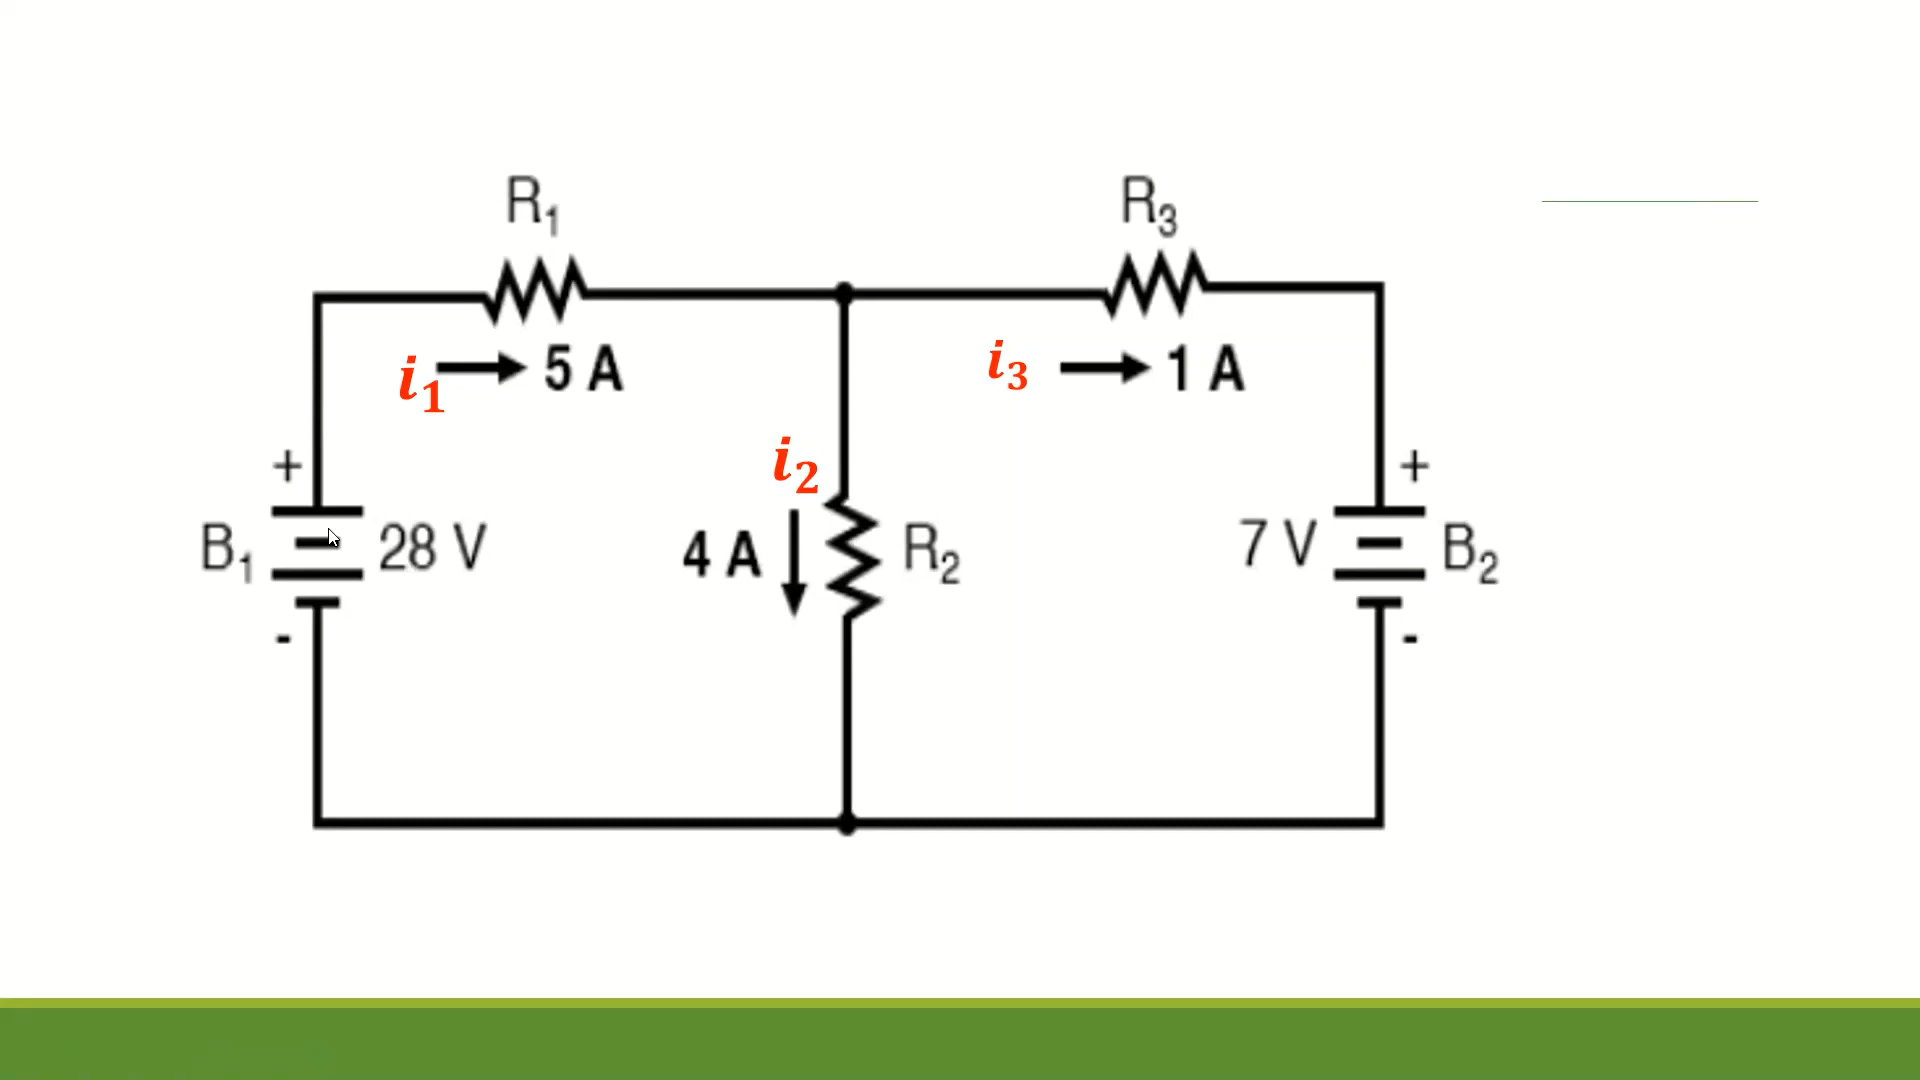 R₁
R₃
i₁ 5 A
i₃ 1 A
i₂
+
+
B₁ 28 V
4 A
R₂
7 V B₂
-
-